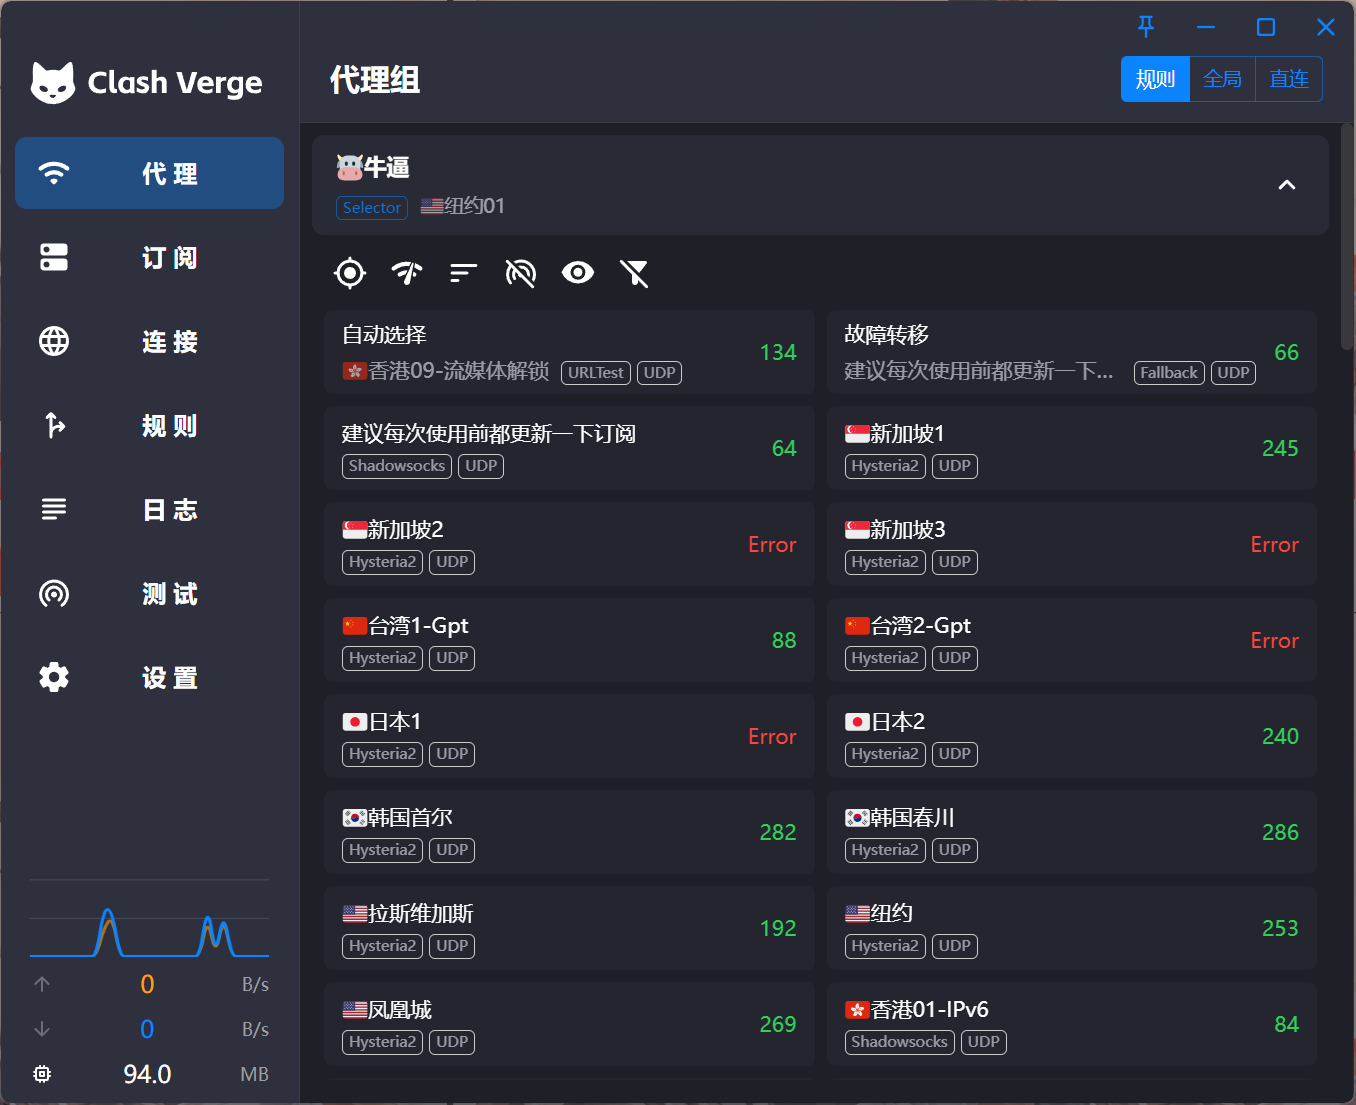 Clash Verge
代理组
规则 全局 直连
代 理
订 阅
连 接
规 则
日 志
测 试
设 置
0 B/s
0 B/s
94.0 MB
牛逼
Selector 纽约01
自动选择
香港09-流媒体解锁 URLTest UDP
134
故障转移
建议每次使用前都更新一下... Fallback UDP
66
建议每次使用前都更新一下订阅
Shadowsocks UDP
64
新加坡1
Hysteria2 UDP
245
新加坡2
Hysteria2 UDP
Error
新加坡3
Hysteria2 UDP
Error
台湾1-Gpt
Hysteria2 UDP
88
台湾2-Gpt
Hysteria2 UDP
Error
日本1
Hysteria2 UDP
Error
日本2
Hysteria2 UDP
240
韩国首尔
Hysteria2 UDP
282
韩国春川
Hysteria2 UDP
286
拉斯维加斯
Hysteria2 UDP
192
纽约
Hysteria2 UDP
253
凤凰城
Hysteria2 UDP
269
香港01-IPv6
Shadowsocks UDP
84